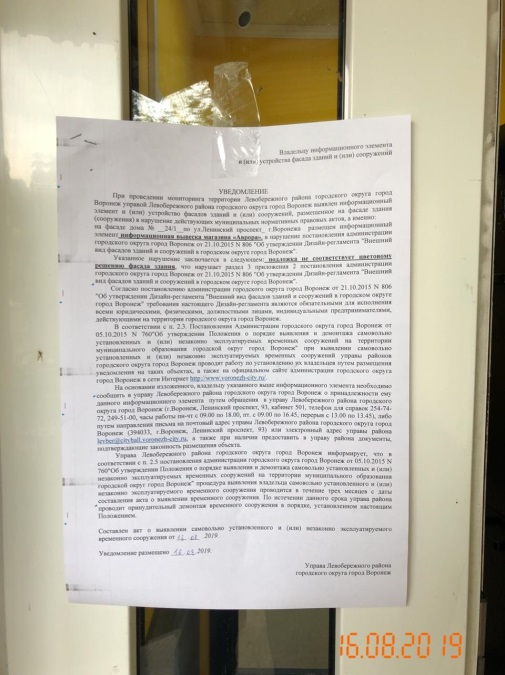 Владельцу информационного элемента
и (или) устройства фасада зданий и (или) сооружений
УВЕДОМЛЕНИЕ
При проведении мониторинга территории Левобережного района городского округа город
Воронеж управой Левобережного района городского округа город Воронеж выявлен информационный
элемент и (или) устройство фасадов зданий и (или) сооружений, размещенное на фасаде здания
(сооружения) в нарушение действующих муниципальных нормативных правовых актов, а именно:
на фасаде дома № __24/1_ по ул.Ленинский проспект_ г.Воронежа размещен информационный
элемент информационная вывеска магазина «Аврора», в нарушение постановления администрации
городского округа город Воронеж от 21.10.2015 N 806 "Об утверждении Дизайн-регламента "Внешний
вид фасадов зданий и сооружений в городском округе город Воронеж".
Указанное нарушение заключается в следующем: подложка не соответствует цветовому
решению фасада здания, что нарушает раздел 3 приложения 2 постановления администрации
городского округа город Воронеж от 21.10.2015 N 806 "Об утверждении Дизайн-регламента "Внешний
вид фасадов зданий и сооружений в городском округе город Воронеж".
Согласно постановлению администрации городского округа город Воронеж от 21.10.2015 N 806
"Об утверждении Дизайн-регламента "Внешний вид фасадов зданий и сооружений в городском округе
город Воронеж" требования настоящего Дизайн-регламента являются обязательными для исполнения
всеми юридическими, физическими, должностными лицами, индивидуальными предпринимателями,
действующими на территории городского округа город Воронеж.
В соответствии с п. 2.3. Постановления Администрации городского округа город Воронеж от
05.10.2015 N 760"Об утверждении Положения о порядке выявления и демонтажа самовольно
установленных и (или) незаконно эксплуатируемых временных сооружений на территории
муниципального образования городской округ город Воронеж" при выявлении самовольно
установленных и (или) незаконно эксплуатируемых временных сооружений управы районов
городского округа город Воронеж проводят работу по установлению их владельцев путем размещения
уведомления на таких объектах, а также на официальном сайте администрации городского округа
город Воронеж в сети Интернет http://www.voronezh-city.ru/.
На основании изложенного, владельцу указанного выше информационного элемента необходимо
сообщить в управу Левобережного района городского округа город Воронеж о принадлежности ему
данного информационного элемента путем обращения в управу Левобережного района городского
округа город Воронеж (г.Воронеж, Ленинский проспект, 93, кабинет 501, телефон для справок 254-74-
72, 249-51-00, часы работы пн-чт с 09.00 до 18.00, пт. с 09.00 до 16.45, перерыв с 13.00 по 13.45), либо
путем направления письма на почтовый адрес управы Левобережного района городского округа город
Воронеж (394033, г.Воронеж, Ленинский проспект, 93) или электронный адрес управы района
levber@cityhall.voronezh-city.ru, а также при наличии предоставить в управу района документы,
подтверждающие законность размещения объекта.
Управа Левобережного района городского округа город Воронеж информирует, что в
соответствии с п. 2.5 постановления администрации городского округа город Воронеж от 05.10.2015 N
760"Об утверждении Положения о порядке выявления и демонтажа самовольно установленных и (или)
незаконно эксплуатируемых временных сооружений на территории муниципального образования
городской округ город Воронеж" процедура выявления владельца самовольно установленного и (или)
незаконно эксплуатируемого временного сооружения проводится в течение трех месяцев с даты
составления акта о выявлении временного сооружения. По истечении данного срока управа района
проводит принудительный демонтаж временного сооружения в порядке, установленном настоящим
Положением.
Составлен акт о выявлении самовольно установленного и (или) незаконно эксплуатируемого
временного сооружения от 2019.
Уведомление размещено 2019.
Управа Левобережного района
городского округа город Воронеж
16.08.2019